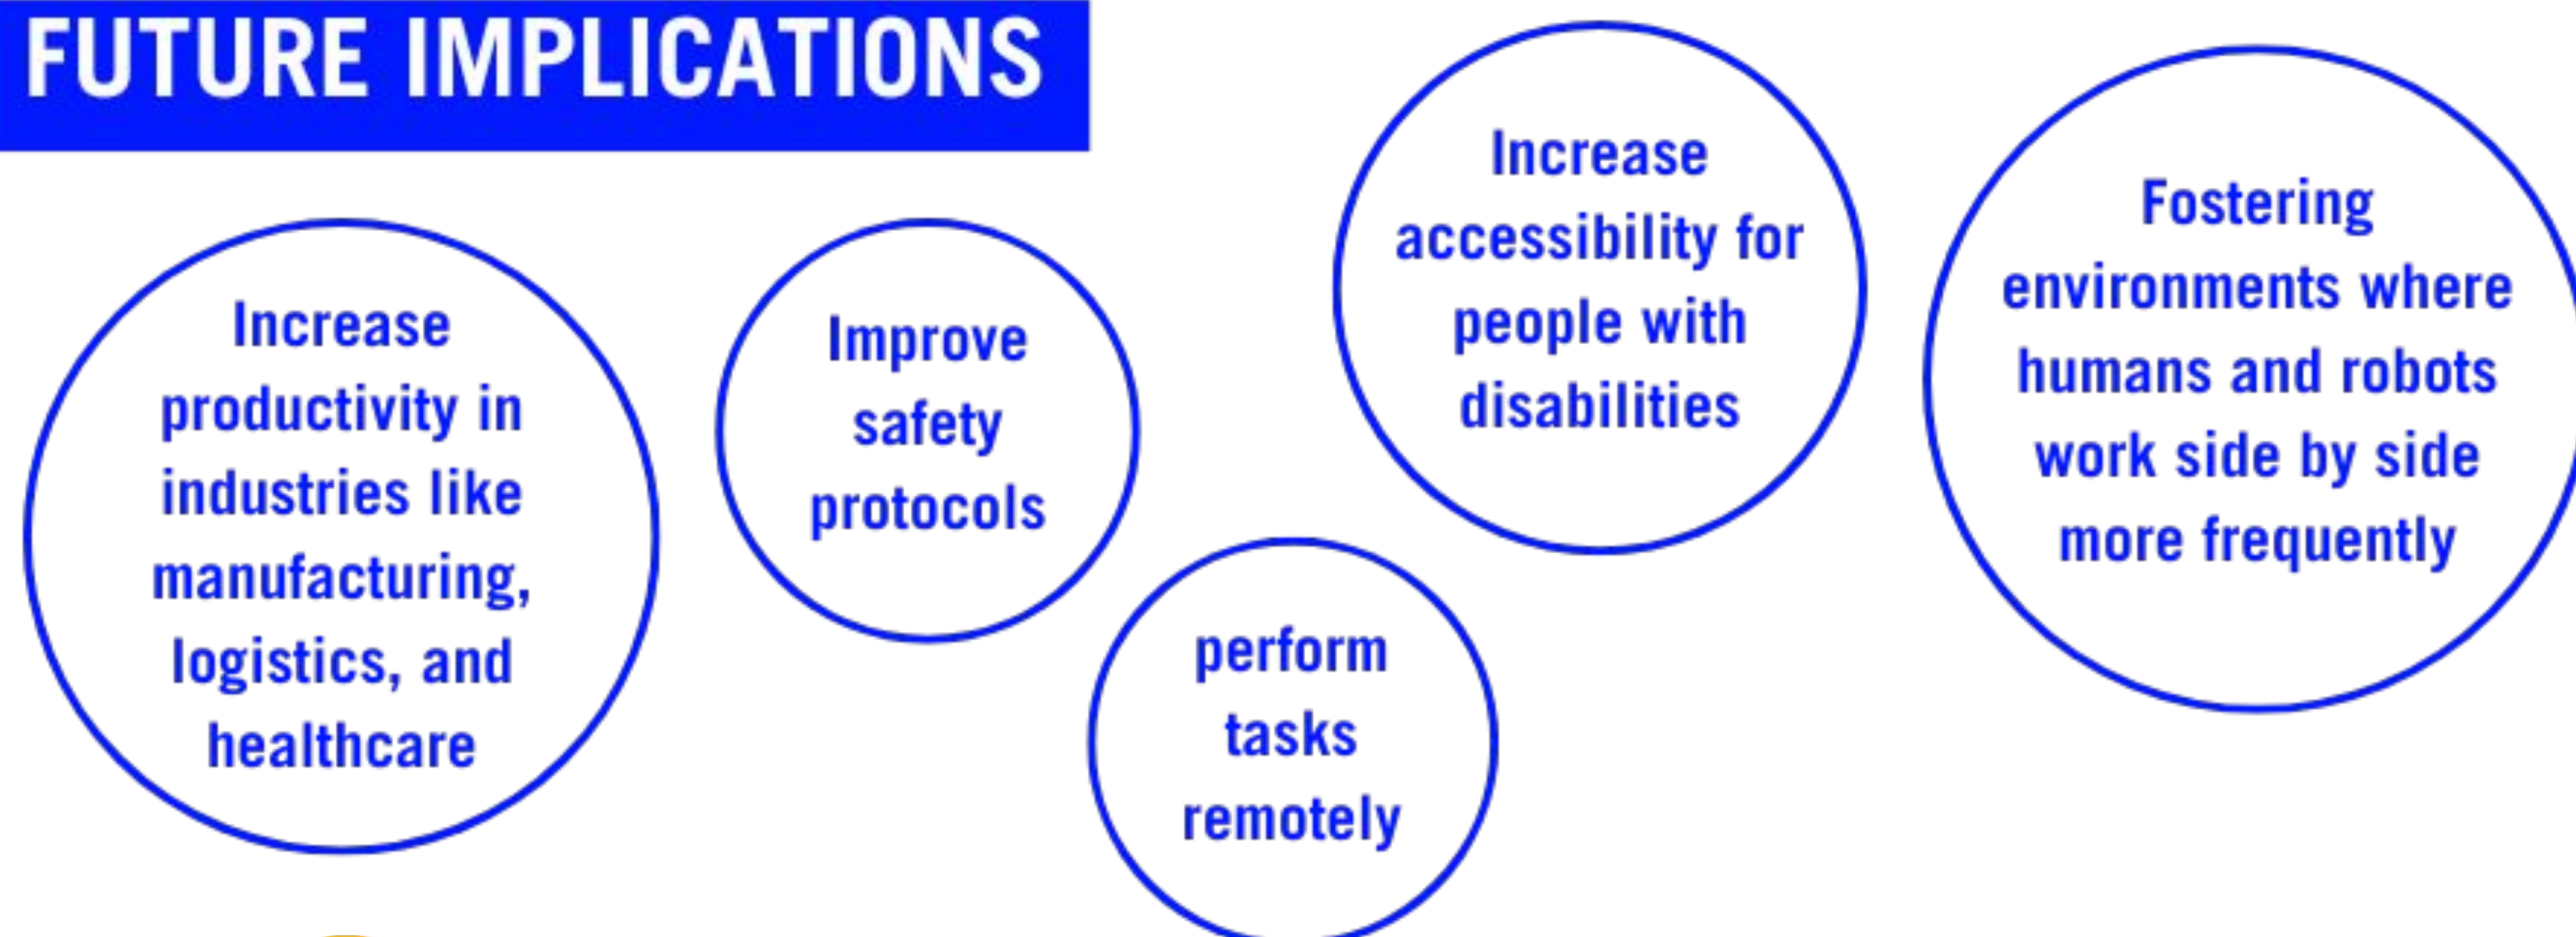 FUTURE IMPLICATIONS
Increase
productivity in
industries like
manufacturing,
logistics, and
healthcare
Improve
safety
protocols
perform
tasks
remotely
Increase
accessibility for
people with
disabilities
Fostering
environments where
humans and robots
work side by side
more frequently